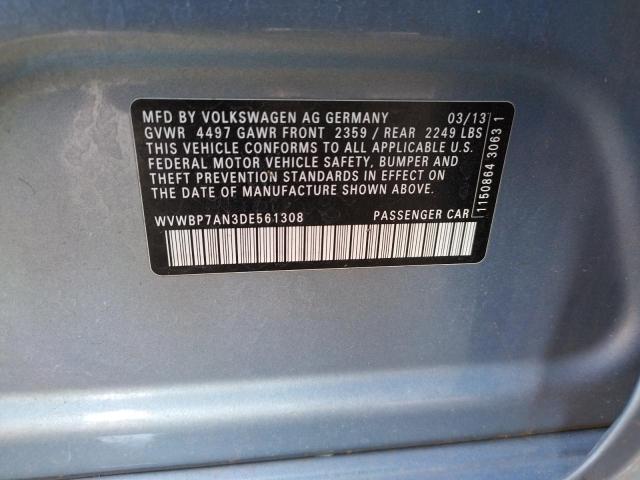 MFD BY VOLKSWAGEN AG GERMANY 03/13
GVWR 4497 GAWR FRONT 2359 / REAR 2249 LBS
THIS VEHICLE CONFORMS TO ALL APPLICABLE U.S.
FEDERAL MOTOR VEHICLE SAFETY, BUMPER AND
THEFT PREVENTION STANDARDS IN EFFECT ON
THE DATE OF MANUFACTURE SHOWN ABOVE.
WVWBP7AN3DE561308 PASSENGER CAR
1150864 3063 1